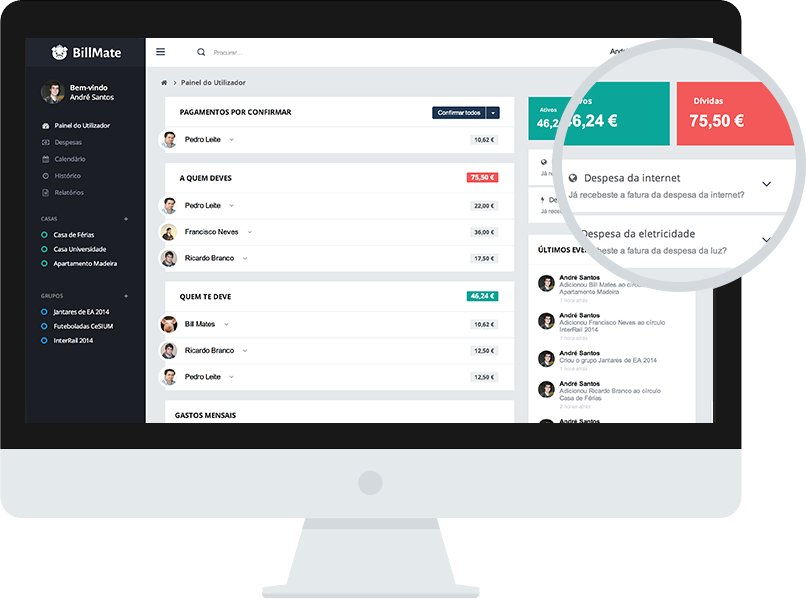 BillMate
Procurar...
Bem-vindo
André Santos
Painel do Utilizador
Despesas
Calendário
Histórico
Relatórios
CASAS +
Casa de Férias
Casa Universidade
Apartamento Madeira
GRUPOS +
Jantares de EA 2014
Futeboladas CeSIUM
InterRail 2014
> Painel do Utilizador
PAGAMENTOS POR CONFIRMAR Confirmar todos
Pedro Leite 10,62 €
A QUEM DEVES 75,50 €
Pedro Leite 22,00 €
Francisco Neves 36,00 €
Ricardo Branco 17,50 €
QUEM TE DEVE 46,24 €
Bill Mates 10,62 €
Ricardo Branco 12,50 €
Pedro Leite 12,50 €
GASTOS MENSAIS
Ativos
46,2
os
6,24 €
Dívidas
75,50 €
Despesa da internet
Já recebeste a fatura da despesa da internet?
Despesa da eletricidade
beste a fatura da despesa da luz?
De
Já rece
ÚLTIMOS EVE
André Santos
Adicionou Bill Mates ao círcu
Apartamento Madeira
1 hora atrás
André Santos
Adicionou Francisco Neves ao círculo
InterRail 2014
1 hora atrás
André Santos
Criou o grupo Jantares de EA 2014
1 hora atrás
André Santos
Adicionou Ricardo Branco ao círculo
Casa de Férias
2 horas atrás
André Santos